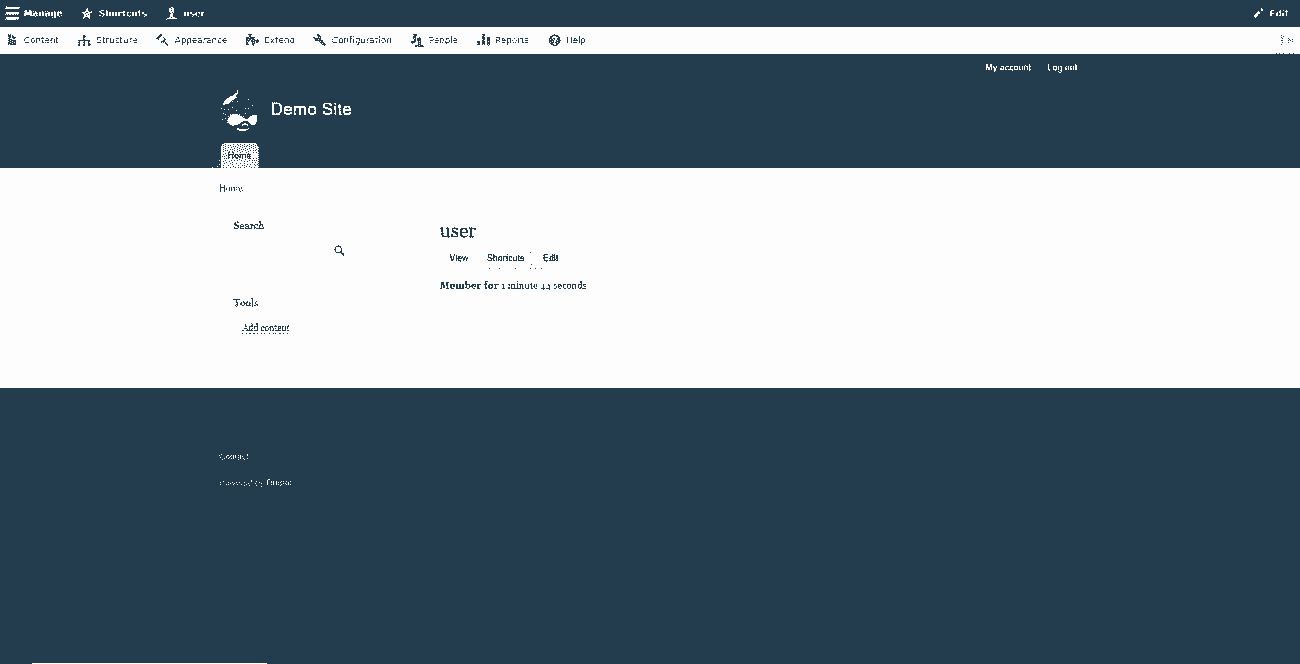 Manage Shortcuts user Edit
Content Structure Appearance Extend Configuration People Reports Help
My account Log out
Demo Site
Home
Home
Search
user
View Shortcuts Edit
Member for 1 minute 44 seconds
Tools
Add content
Contact
Powered by Drupal